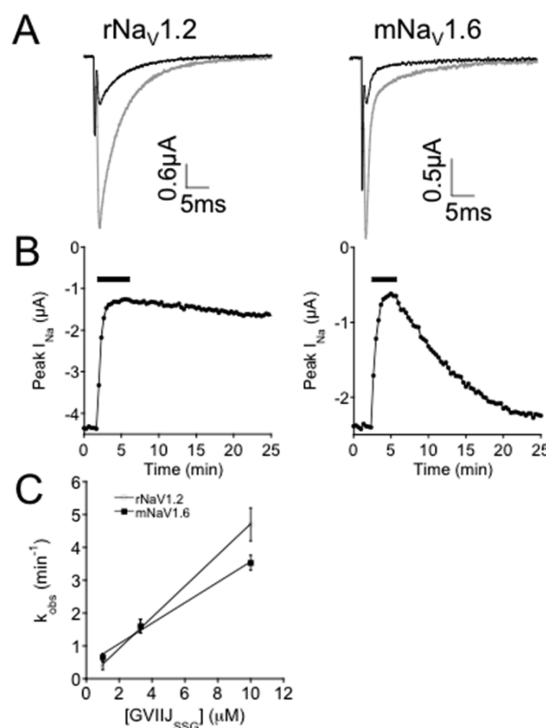 A
rNaV1.2
mNaV1.6
0.6µA
5ms
0.5µA
5ms
B
0
-1
-2
-3
-4
Peak INa (µA)
0 5 10 15 20 25
Time (min)
0
-1
-2
Peak INa (µA)
0 5 10 15 20 25
Time (min)
C
6
5
4
3
2
1
0
kobs (min-1)
rNaV1.2
mNaV1.6
0 2 4 6 8 10 12
[GVIIJSSG] (µM)